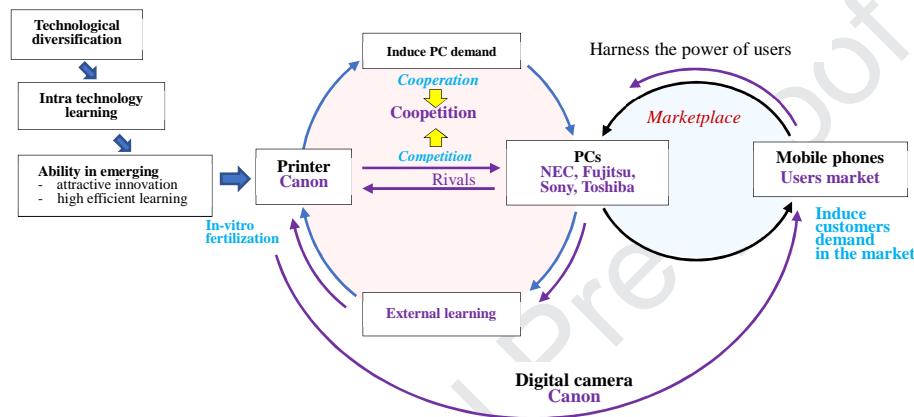 Technological
diversification
Intra technology
learning
Ability in emerging
- attractive innovation
- high efficient learning
In-vitro
fertilization
Printer
Canon
Induce PC demand
Cooperation
Coopetition
Competition
Rivals
External learning
PCs
NEC, Fujitsu,
Sony, Toshiba
Harness the power of users
Marketplace
Mobile phones
Users market
Induce
customers
demand
in the market
Digital camera
Canon
Pre
oof